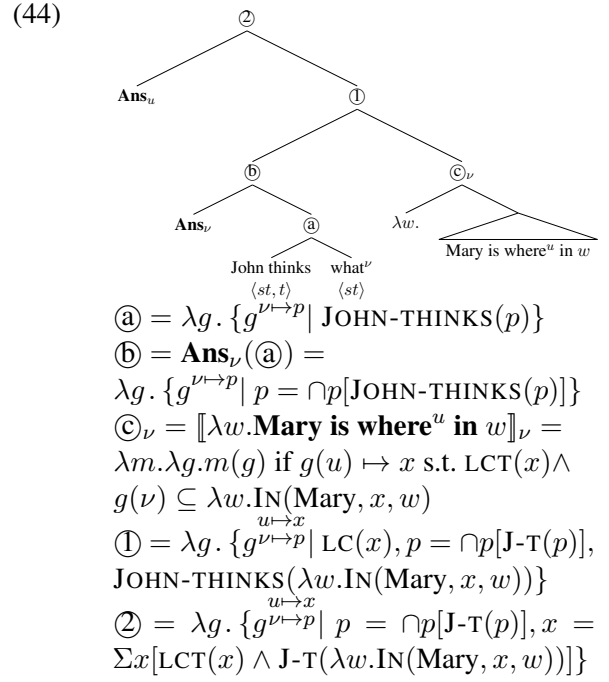 (44)
②
Ans_u
①
ⓑ
ⓒ_ν
Ans_ν
ⓐ
λw.
Mary is where^u in w
John thinks
⟨st, t⟩
what^ν
⟨st⟩
ⓐ = λg. {g^{ν↦p}| JOHN-THINKS(p)}
ⓑ = Ans_ν(ⓐ) =
λg. {g^{ν↦p}| p = ∩p[JOHN-THINKS(p)]}
ⓒ_ν = ⟦λw.Mary is where^u in w⟧_ν =
λm.λg.m(g) if g(u) ↦ x s.t. LCT(x)∧
g(ν) ⊆ λw.IN(Mary, x, w)
① = λg. {g^{u↦x ν↦p}| LC(x), p = ∩p[J-T(p)],
JOHN-THINKS(λw.IN(Mary, x, w))}
② = λg. {g^{u↦x ν↦p}| p = ∩p[J-T(p)], x =
Σx[LCT(x) ∧ J-T(λw.IN(Mary, x, w))]}